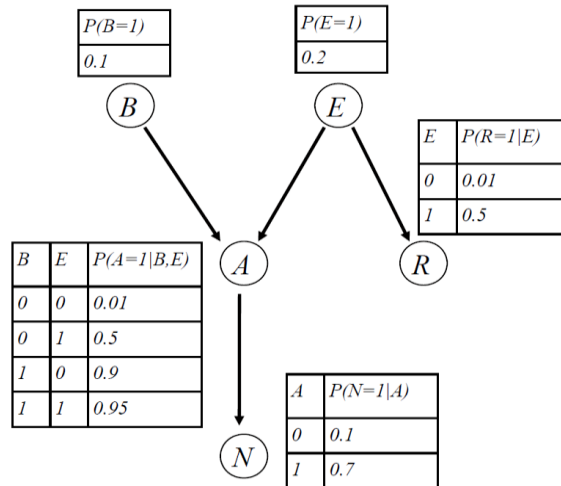 P(B=1)
0.1
P(E=1)
0.2
B
E
E P(R=1|E)
0 0.01
1 0.5
B E P(A=1|B,E)
0 0 0.01
0 1 0.5
1 0 0.9
1 1 0.95
A
R
A P(N=1|A)
0 0.1
1 0.7
N